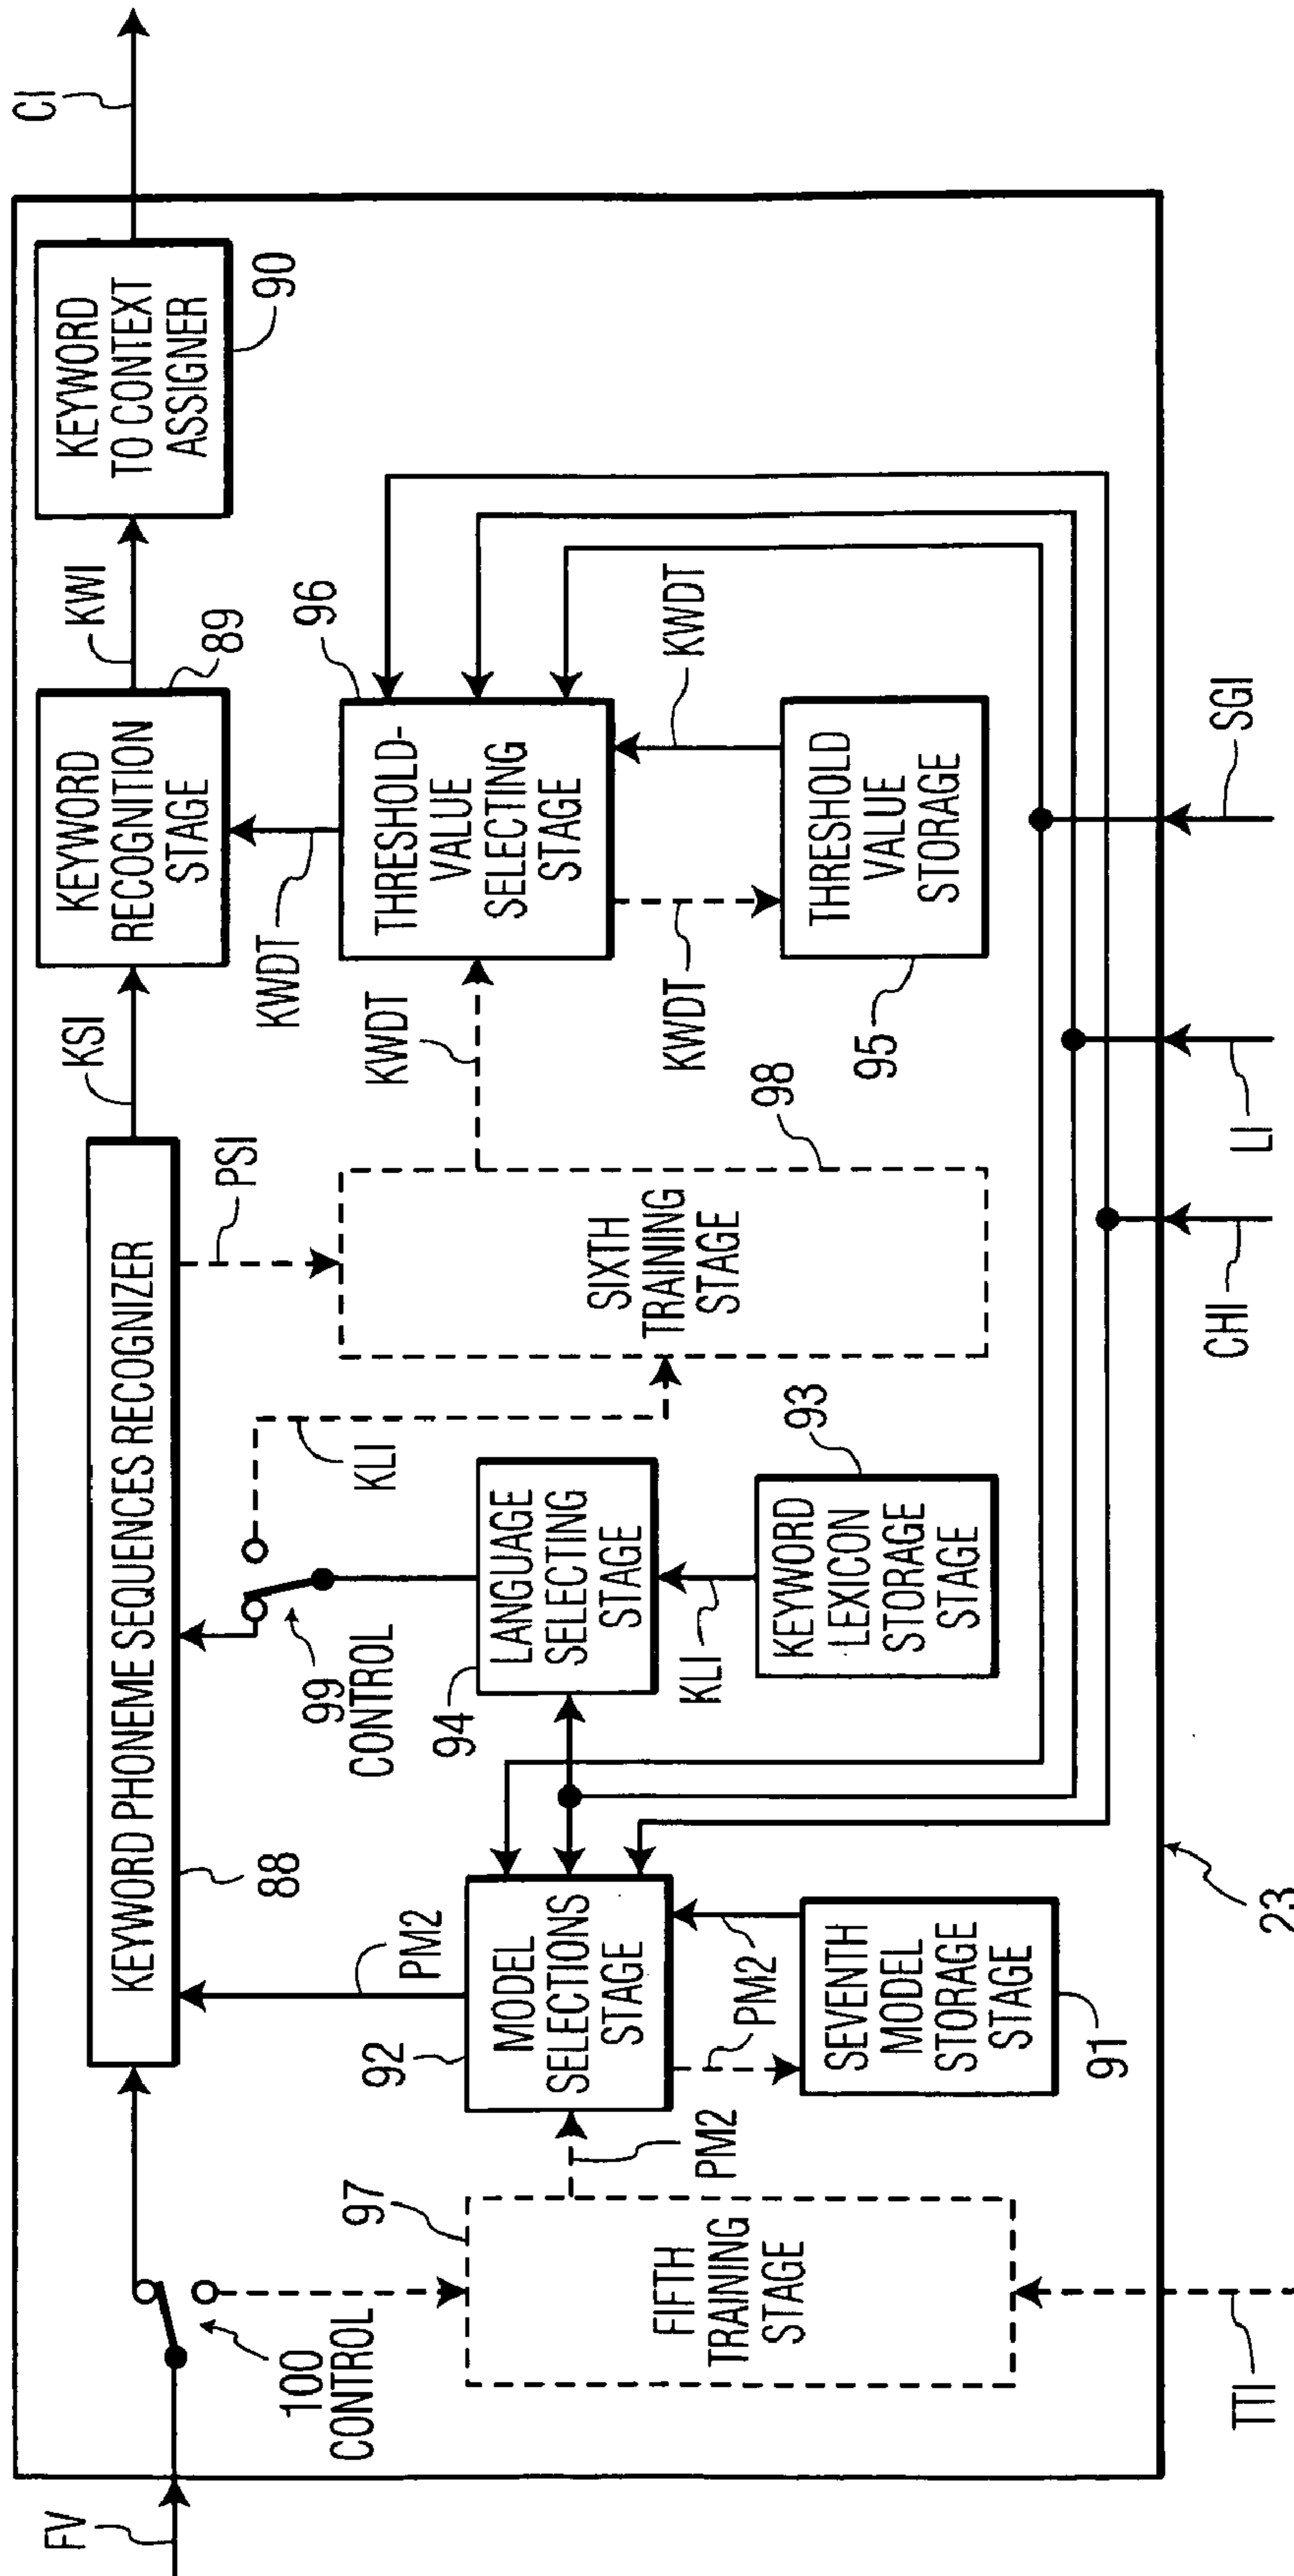 FV
100
CONTROL
KEYWORD PHONEME SEQUENCES RECOGNIZER
88
KSI
KEYWORD
RECOGNITION
STAGE
89
KWI
KEYWORD
TO CONTEXT
ASSIGNER
90
CI
97
FIFTH
TRAINING
STAGE
TTI
PM2
92
PM2
MODEL
SELECTIONS
STAGE
PM2
PM2
SEVENTH
MODEL
STORAGE
STAGE
91
99
CONTROL
94
LANGUAGE
SELECTING
STAGE
KLI
KEYWORD
LEXICON
STORAGE
STAGE
93
KLI
PSI
SIXTH
TRAINING
STAGE
98
KWDT
KWDT
THRESHOLD-
VALUE
SELECTING
STAGE
96
KWDT
KWDT
THRESHOLD
VALUE
STORAGE
95
23
CHI
LI
SGI